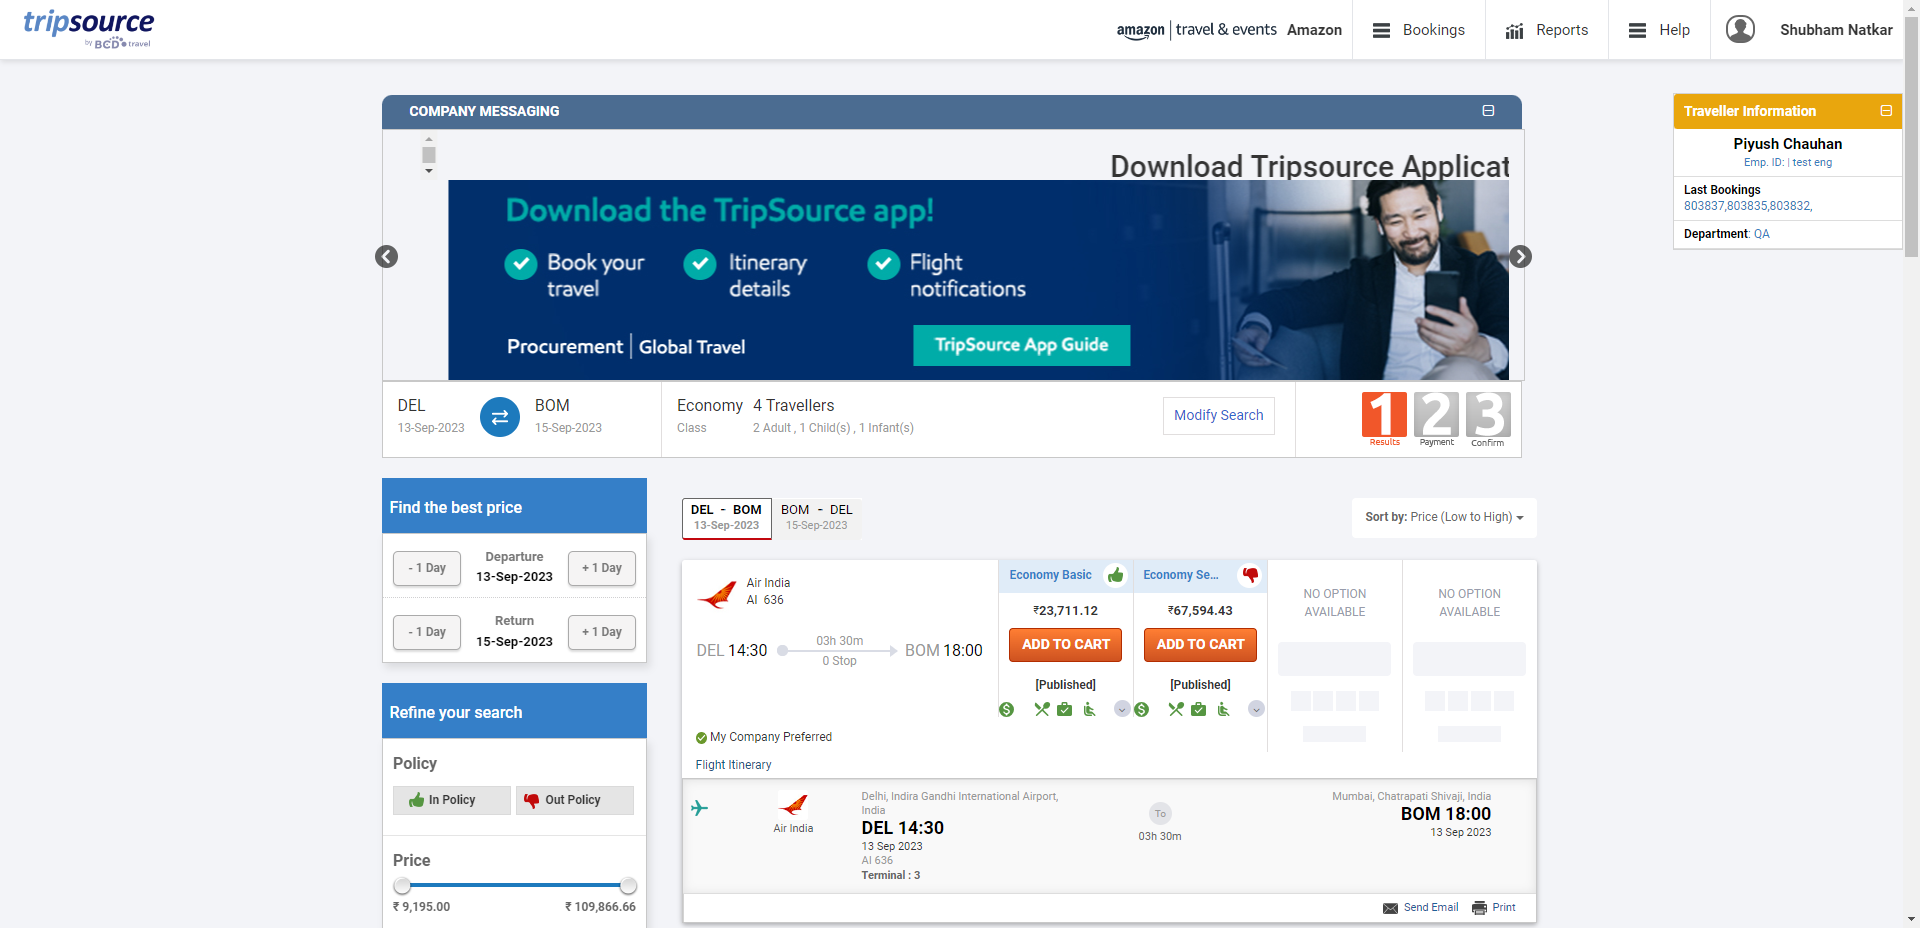 tripsource
by BCD travel
amazon | travel & events Amazon
Bookings
Reports
Help
Shubham Natkar
COMPANY MESSAGING
Download Tripsource Applicat
Download the TripSource app!
Book your
travel
Itinerary
details
Flight
notifications
Procurement | Global Travel
TripSource App Guide
Traveller Information
Piyush Chauhan
Emp. ID: | test eng
Last Bookings
803837,803835,803832,
Department: QA
DEL
13-Sep-2023
BOM
15-Sep-2023
Economy
Class
4 Travellers
2 Adult , 1 Child(s) , 1 Infant(s)
Modify Search
1
Results
2
Payment
3
Confirm
Find the best price
- 1 Day
Departure
13-Sep-2023
+ 1 Day
- 1 Day
Return
15-Sep-2023
+ 1 Day
Refine your search
Policy
In Policy
Out Policy
Price
₹ 9,195.00
₹ 109,866.66
DEL - BOM
13-Sep-2023
BOM - DEL
15-Sep-2023
Sort by: Price (Low to High)
Air India
AI 636
DEL 14:30
03h 30m
0 Stop
BOM 18:00
Economy Basic
₹23,711.12
ADD TO CART
[Published]
Economy Se...
₹67,594.43
ADD TO CART
[Published]
NO OPTION
AVAILABLE
NO OPTION
AVAILABLE
My Company Preferred
Flight Itinerary
Air India
Delhi, Indira Gandhi International Airport,
India
DEL 14:30
13 Sep 2023
AI 636
Terminal : 3
To
03h 30m
Mumbai, Chatrapati Shivaji, India
BOM 18:00
13 Sep 2023
Send Email
Print